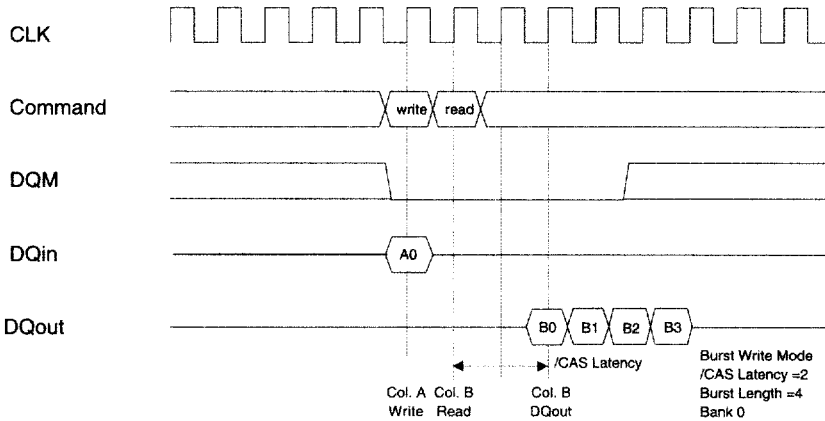 CLK
Command
write
read
DQM
DQin
A0
DQout
B0 B1 B2 B3
/CAS Latency
Col. A
Write
Col. B
Read
Col. B
DQout
Burst Write Mode
/CAS Latency =2
Burst Length =4
Bank 0